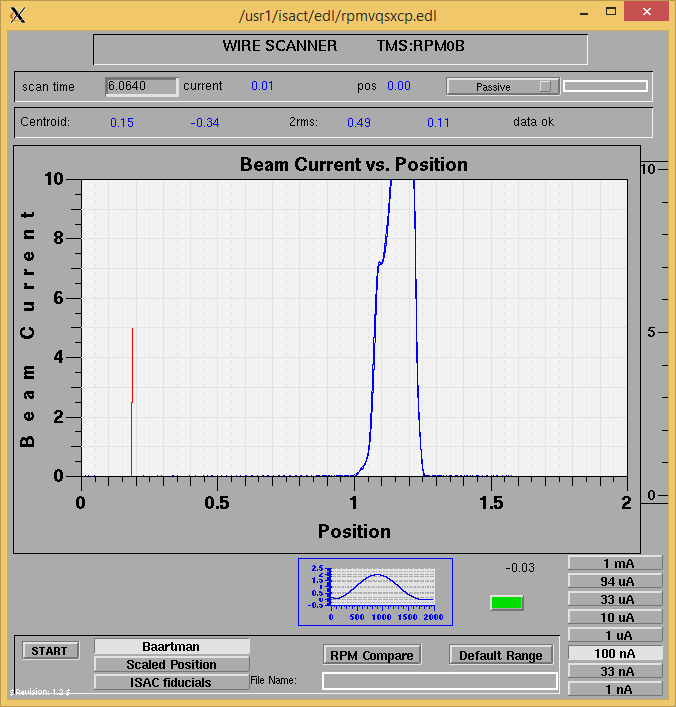 /usr1/isact/edl/rpmvqsxcp.edl
WIRE SCANNER TMS:RPM0B
scan time 6.0640 current 0.01 pos 0.00 Passive
Centroid: 0.15 -0.34 2rms: 0.49 0.11 data ok
Beam Current vs. Position
10
8
6
4
2
0
Beam Current
0 0.5 1 1.5 2
Position
10
5
0
2.5
2.0
1.5
1.0
0.5
0.0
-0.5
0 500 1000 1500 2000
-0.03
1 mA
94 uA
33 uA
10 uA
1 uA
100 nA
33 nA
1 nA
START
Baartman
Scaled Position
ISAC fiducials
RPM Compare
Default Range
File Name:
$Revision: 1.2 $